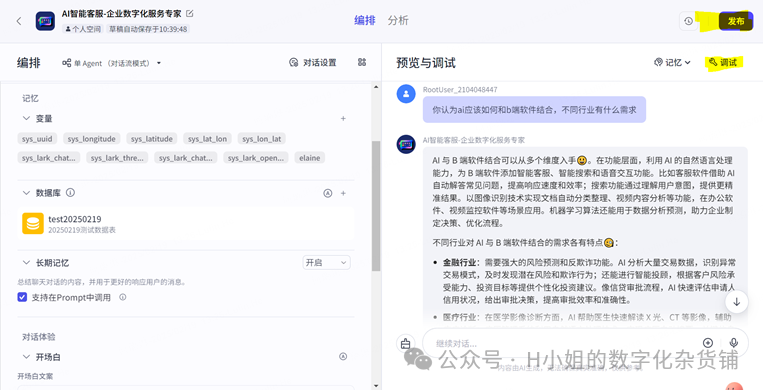 AI智能客服-企业数字化服务专家
个人空间 草稿自动保存于10:39:48
编排 分析
发布
编排
单 Agent（对话流模式）
对话设置
预览与调试
记忆
调试
记忆
变量
sys_uuid sys_longitude sys_latitude sys_lat_lon sys_lon_lat
sys_lark_chat... sys_lark_thre... sys_lark_chat... sys_lark_open... elaine
数据库
test20250219
20250219测试数据表
长期记忆
开启
总结聊天对话的内容，并用于更好的响应用户的消息。
支持在Prompt中调用
对话体验
开场白
开场白文案
RootUser_2104048447
你认为ai应该如何和b端软件结合，不同行业有什么需求
AI智能客服-企业数字化服务专家
AI 与 B 端软件结合可以从多个维度入手😃。在功能层面，利用 AI 的自然语言处理
能力，为 B 端软件添加智能客服、智能搜索和语音交互功能。比如客服软件借助 AI
自动解答常见问题，提高响应速度和效率；搜索功能通过理解用户意图，提供更精
准结果。以图像识别技术实现文档自动分类整理、视频内容分析等功能，在办公软
件、视频监控软件等场景应用。机器学习算法还能用于数据分析预测，助力企业制
定决策、优化流程。
不同行业对 AI 与 B 端软件结合的需求各有特点🧐：
金融行业：需要强大的风险预测和反欺诈功能。AI 分析大量交易数据，识别异常
交易模式，及时发现潜在风险和欺诈行为；还能进行智能投顾，根据客户风险承
受能力、投资目标等提供个性化投资建议。像信贷审批流程，AI 快速评估申请人
信用状况，给出审批决策，提高审批效率和准确性。
医疗行业：在医学影像诊断方面，AI 帮助医生快速解读 X 光、CT 等影像，辅助
继续对话...
公众号 · H小姐的数字化杂货铺